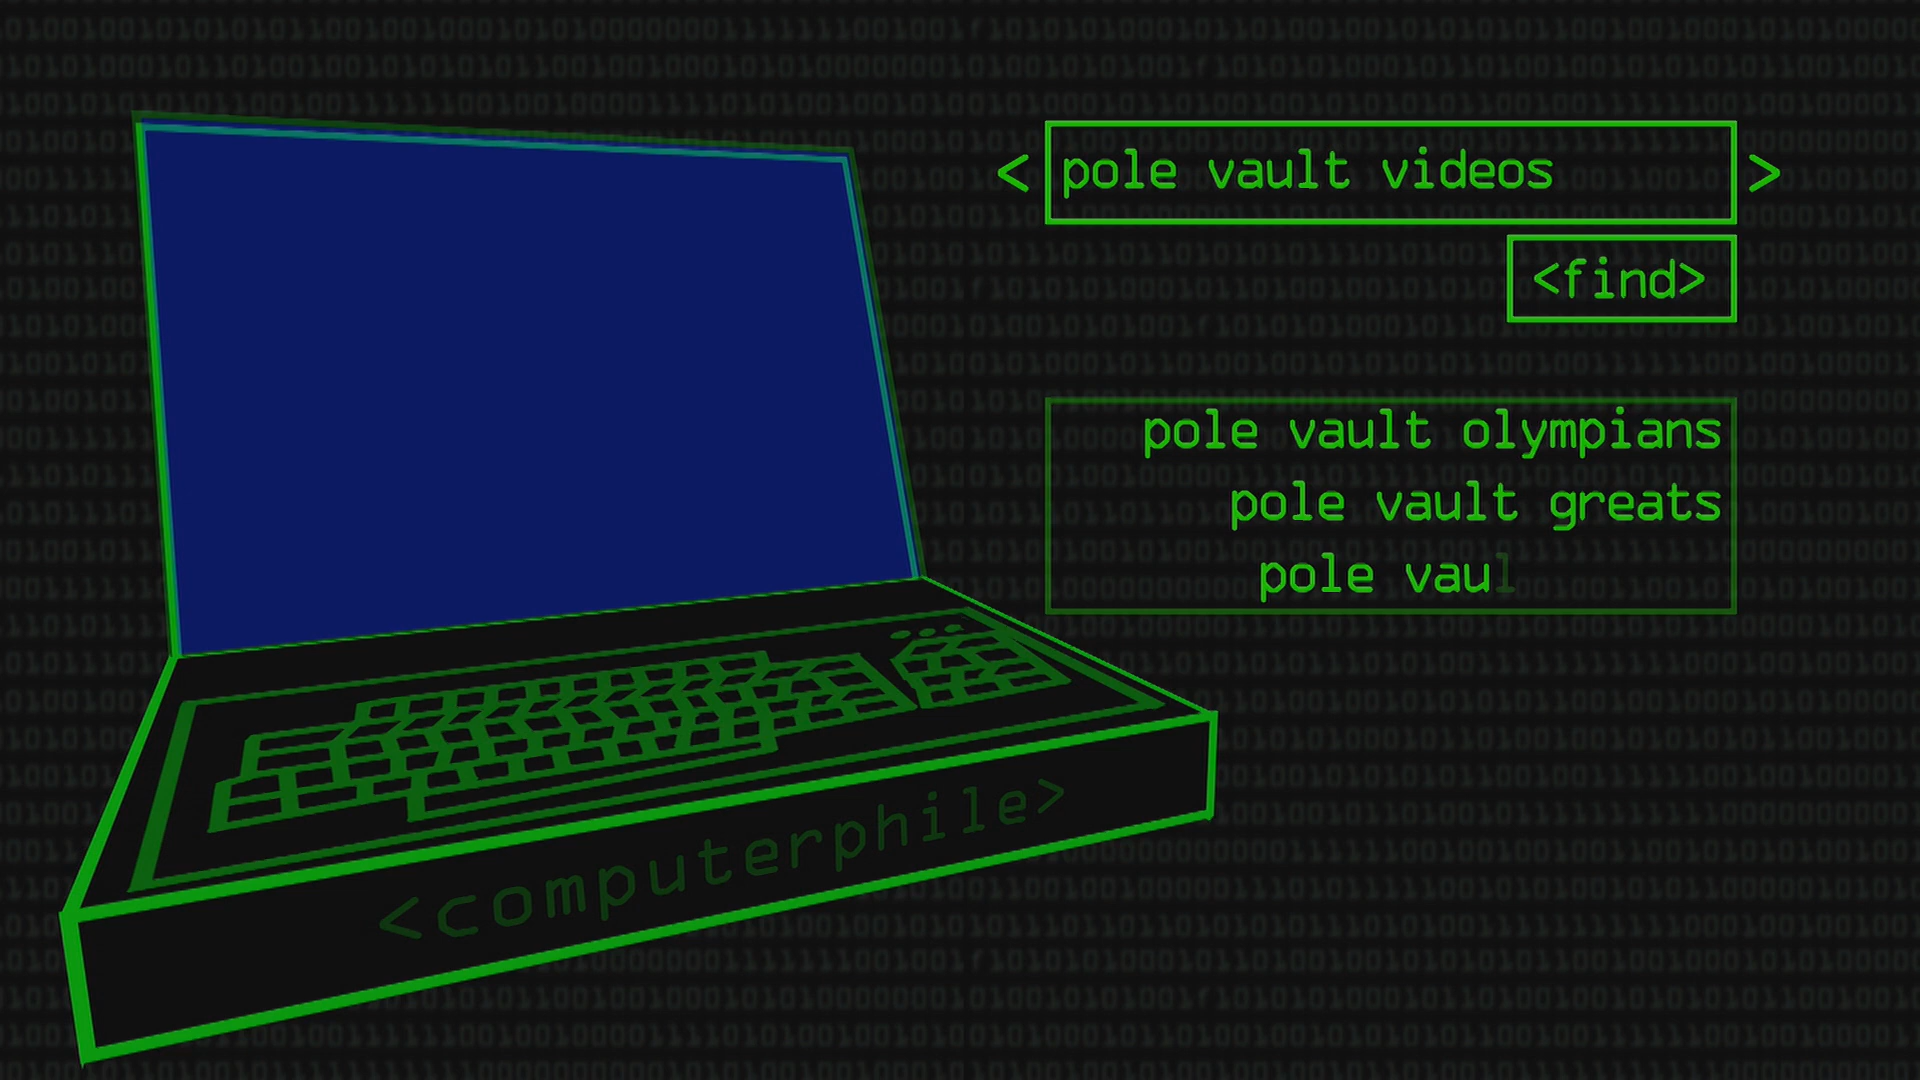 <pole vault videos>
<find>
pole vault olympians
pole vault greats
pole vaul
<computerphile>